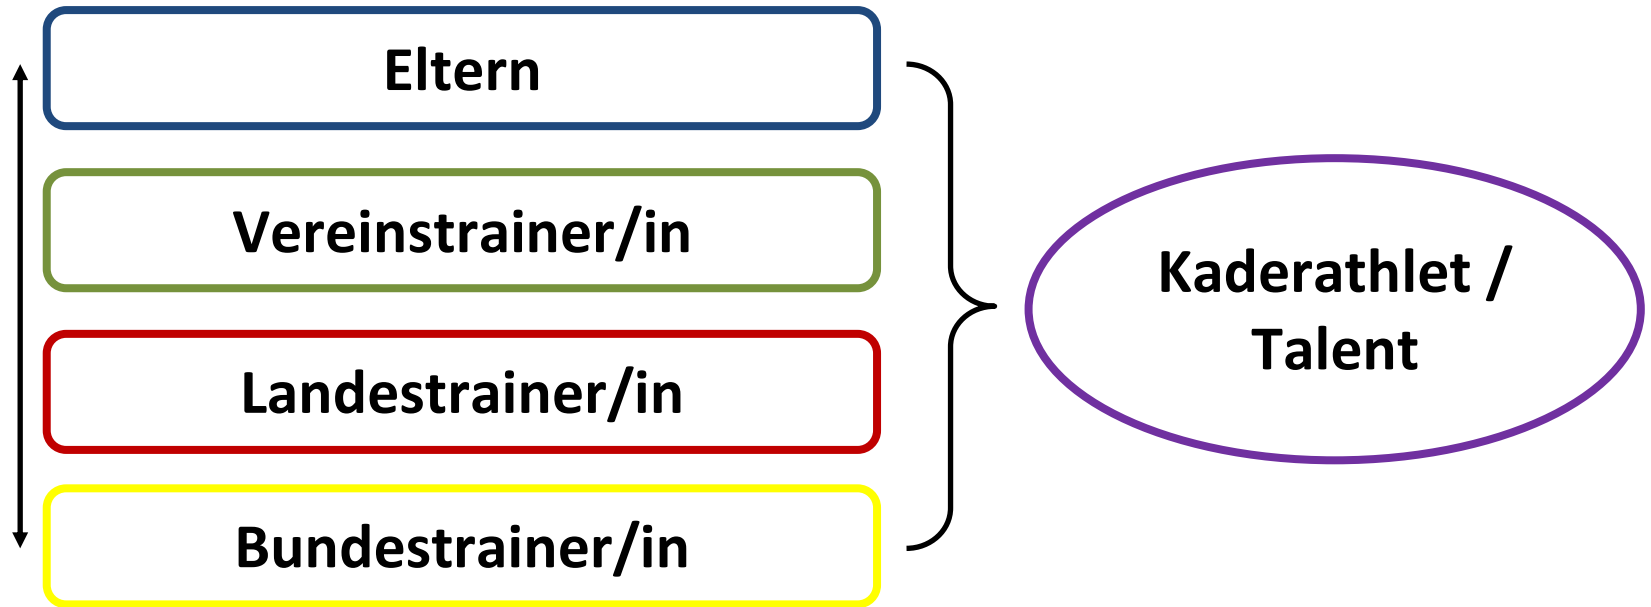 Eltern
Vereinstrainer/in
Landestrainer/in
Bundestrainer/in
Kaderathlet /
Talent